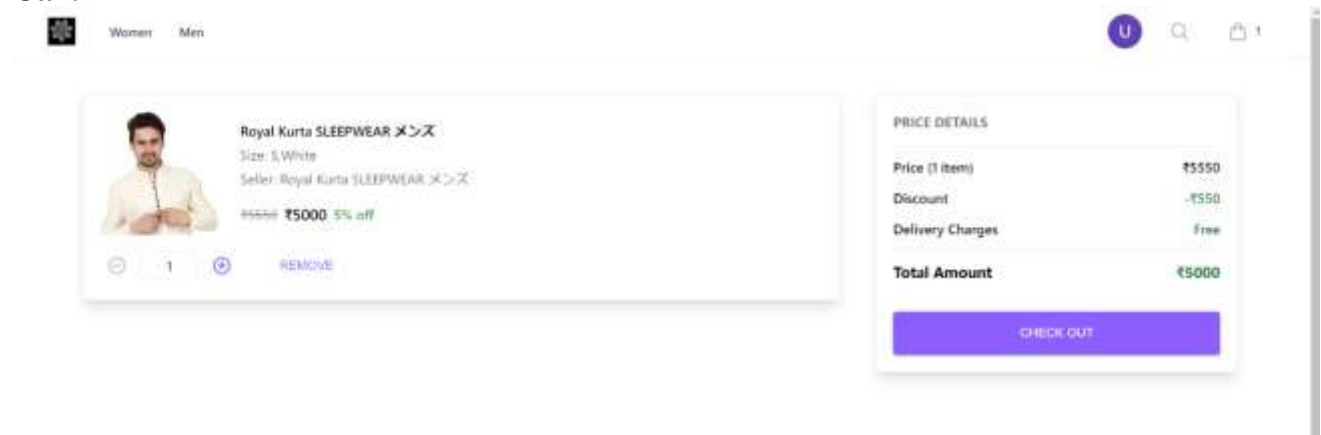 Women Men
U
1
Royal Kurta SLEEPWEAR メンズ
Size: S,White
Seller: Royal Kurta SLEEPWEAR メンズ
₹5550 ₹5000 5% off
1
REMOVE
PRICE DETAILS
Price (1 item) ₹5550
Discount -₹550
Delivery Charges Free
Total Amount ₹5000
CHECK OUT